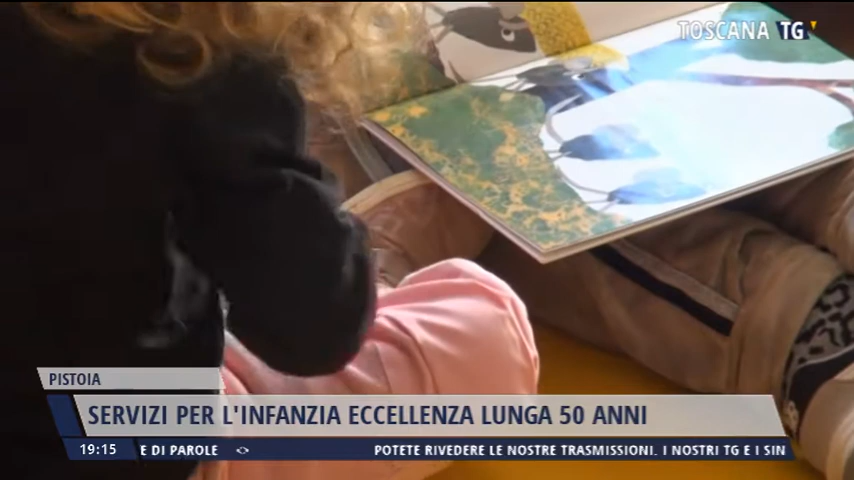 TOSCANA TG
PISTOIA
SERVIZI PER L'INFANZIA ECCELLENZA LUNGA 50 ANNI
19:15 E DI PAROLE POTETE RIVEDERE LE NOSTRE TRASMISSIONI. I NOSTRI TG E I SIN